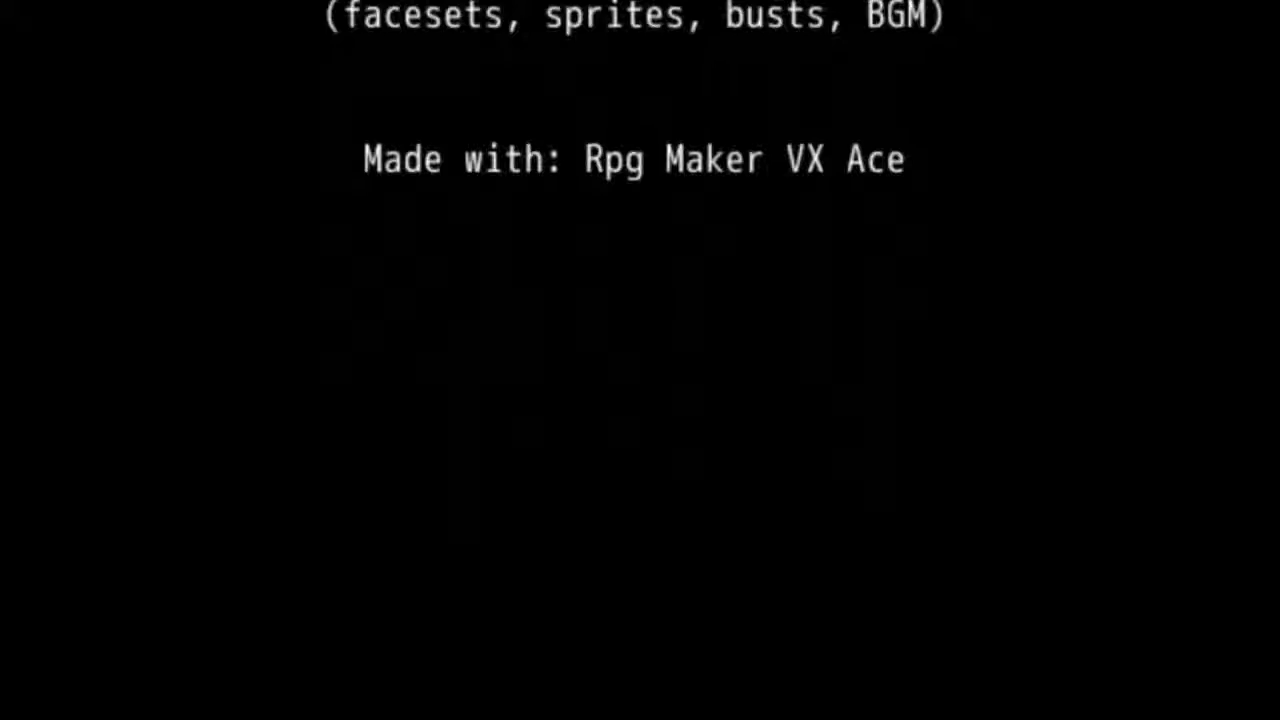 (facesets, sprites, busts, BGM)
Made with: Rpg Maker VX Ace